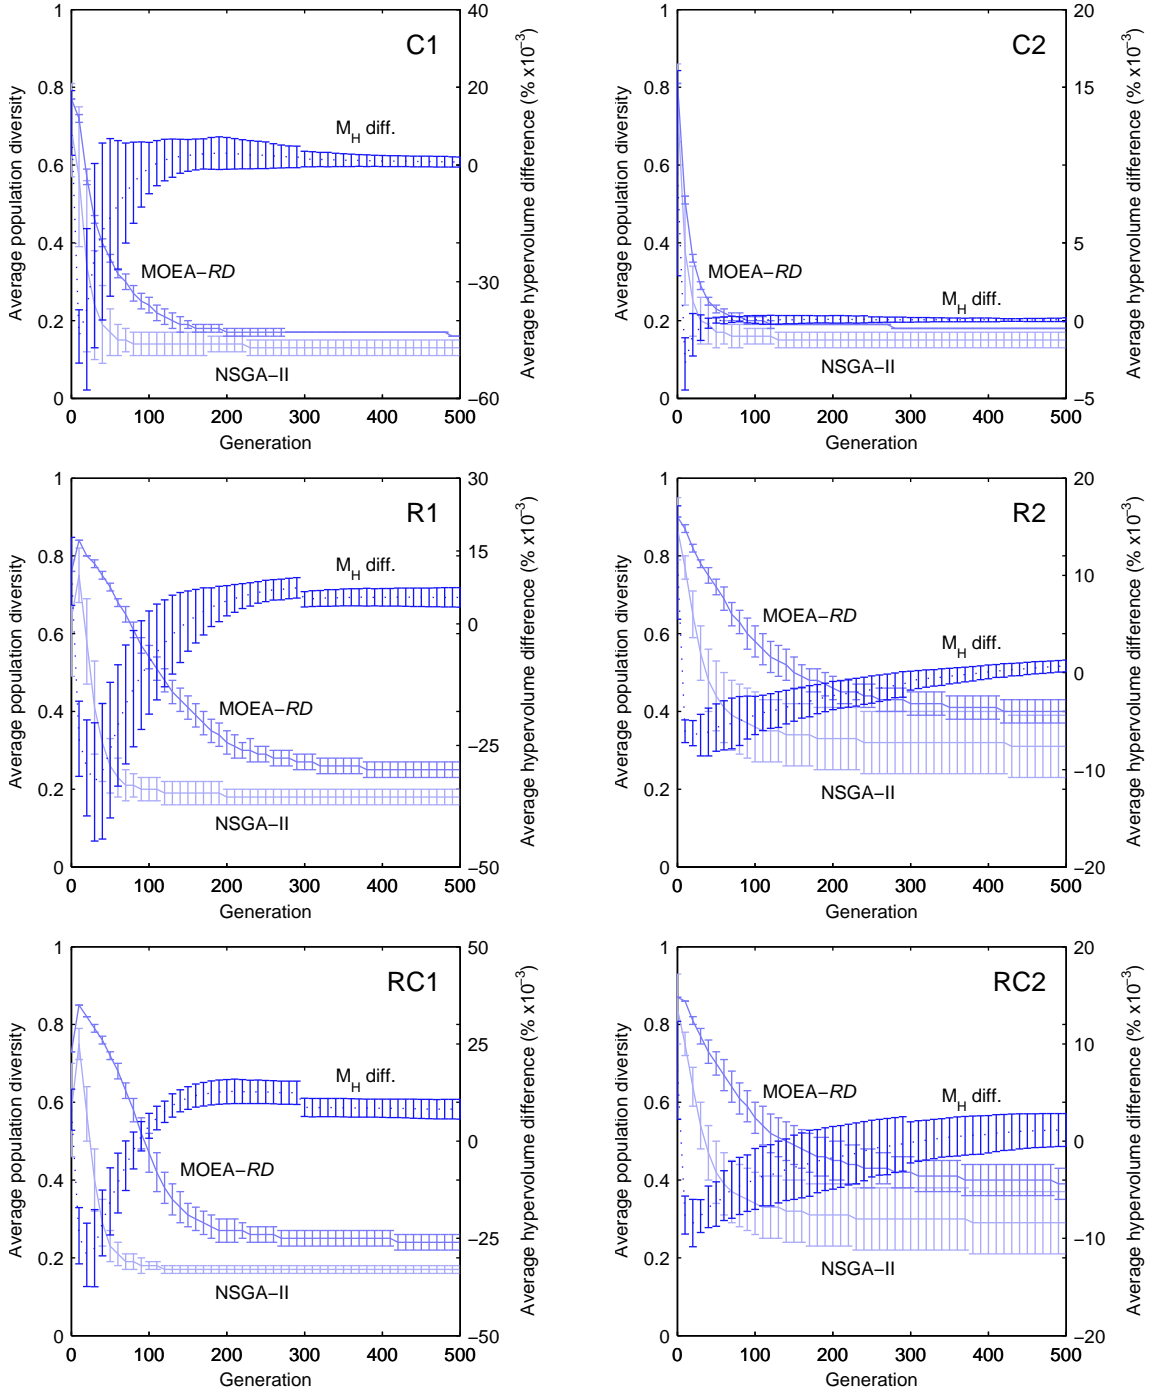 C1
1
0.8
0.6
0.4
0.2
0
40
20
0
−30
−60
0 100 200 300 400 500
Generation
Average population diversity
Average hypervolume difference (% x10⁻³)
M_H diff.
MOEA−RD
NSGA−II
C2
1
0.8
0.6
0.4
0.2
0
20
15
10
5
0
−5
0 100 200 300 400 500
Generation
Average population diversity
Average hypervolume difference (% x10⁻³)
MOEA−RD
M_H diff.
NSGA−II
R1
1
0.8
0.6
0.4
0.2
0
30
15
0
−25
−50
0 100 200 300 400 500
Generation
Average population diversity
Average hypervolume difference (% x10⁻³)
M_H diff.
MOEA−RD
NSGA−II
R2
1
0.8
0.6
0.4
0.2
0
20
10
0
−10
−20
0 100 200 300 400 500
Generation
Average population diversity
Average hypervolume difference (% x10⁻³)
MOEA−RD
M_H diff.
NSGA−II
RC1
1
0.8
0.6
0.4
0.2
0
50
25
0
−25
−50
0 100 200 300 400 500
Generation
Average population diversity
Average hypervolume difference (% x10⁻³)
M_H diff.
MOEA−RD
NSGA−II
RC2
1
0.8
0.6
0.4
0.2
0
20
10
0
−10
−20
0 100 200 300 400 500
Generation
Average population diversity
Average hypervolume difference (% x10⁻³)
MOEA−RD
M_H diff.
NSGA−II